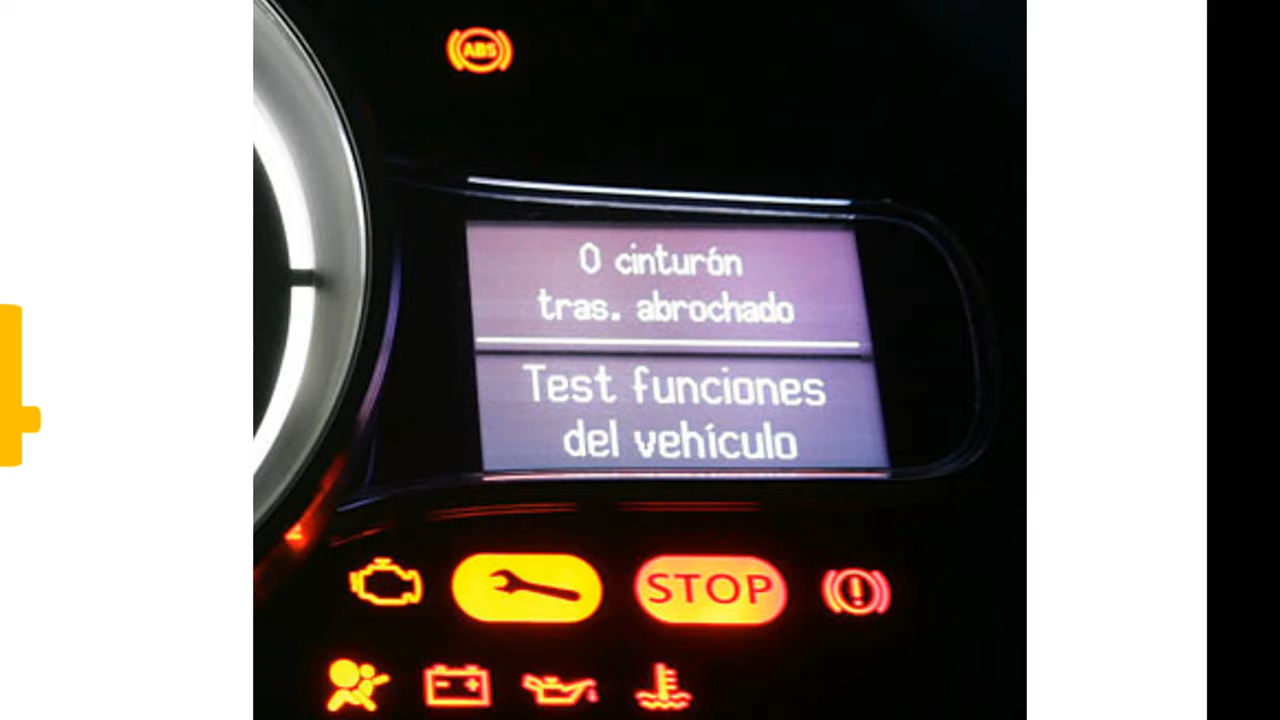 ABS
0 cinturón
tras. abrochado
Test funciones
del vehículo
STOP